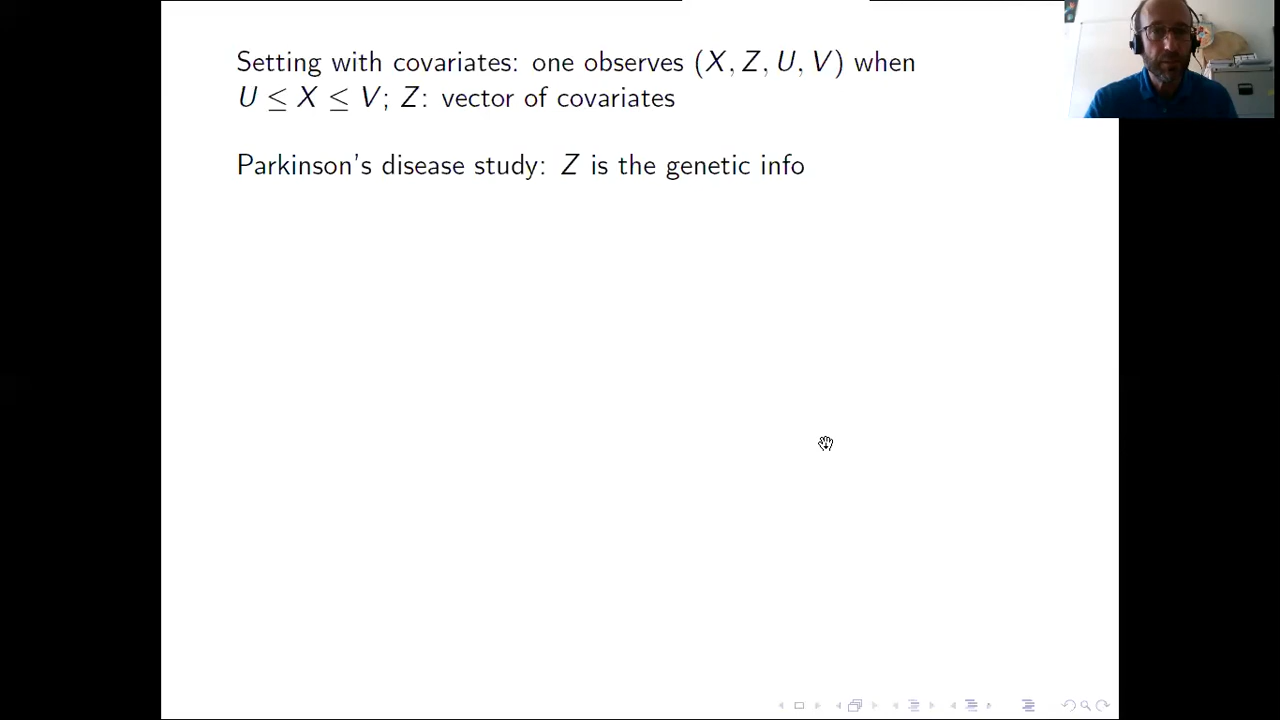 Setting with covariates: one observes (X, Z, U, V) when
U ≤ X ≤ V; Z: vector of covariates
Parkinson's disease study: Z is the genetic info